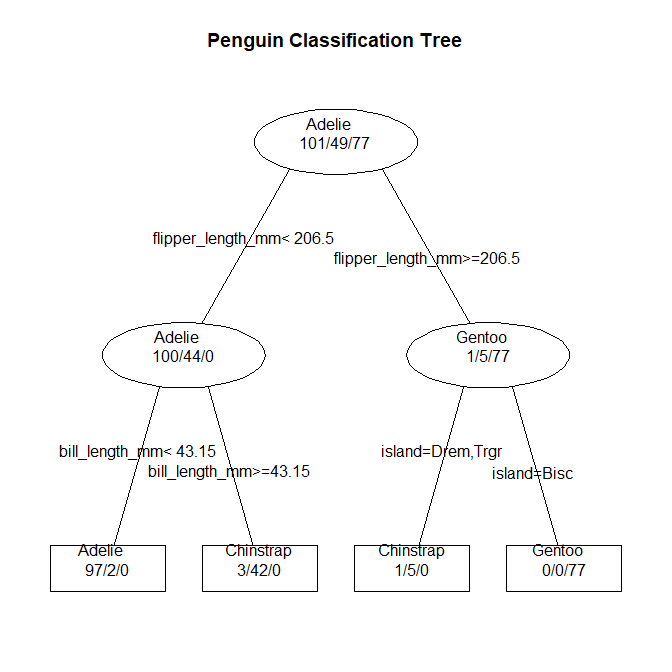 Penguin Classification Tree
Adelie
101/49/77
flipper_length_mm< 206.5
flipper_length_mm>=206.5
Adelie
100/44/0
Gentoo
1/5/77
bill_length_mm< 43.15
bill_length_mm>=43.15
island=Drem,Trgr
island=Bisc
Adelie
97/2/0
Chinstrap
3/42/0
Chinstrap
1/5/0
Gentoo
0/0/77